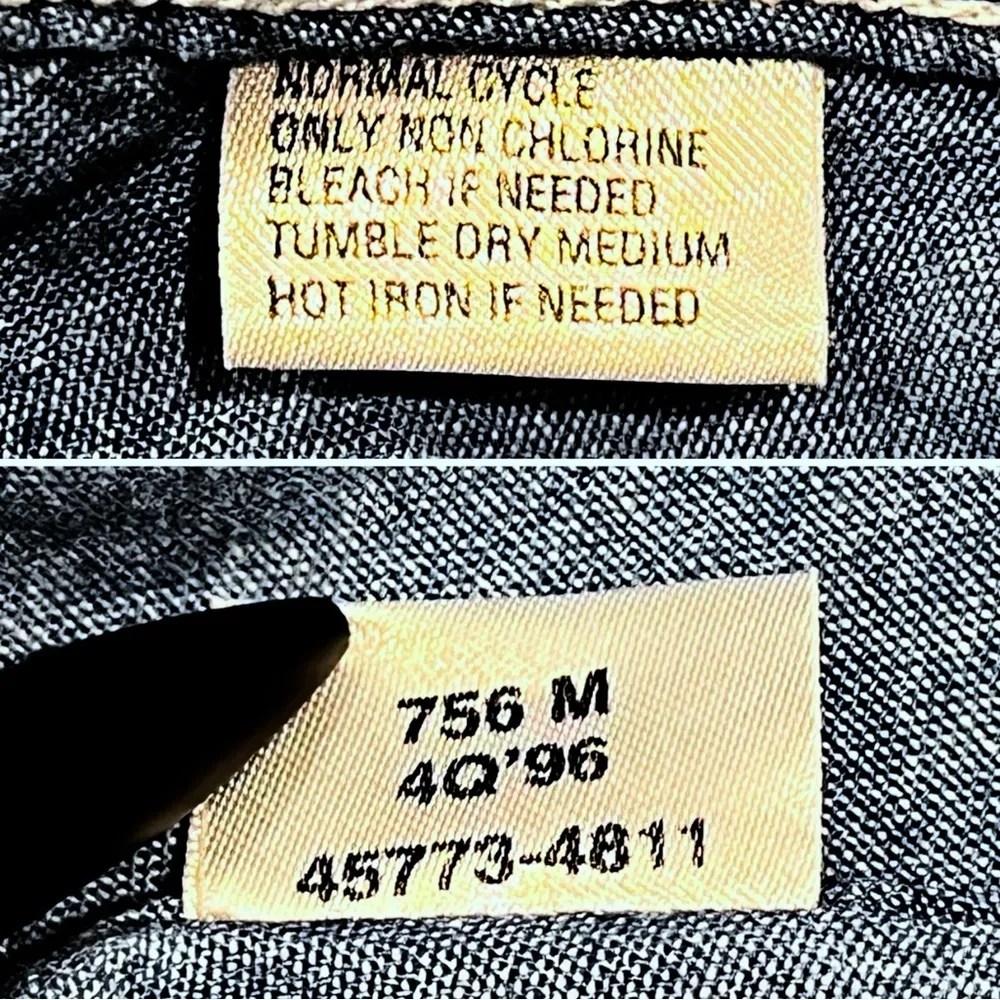 NORMAL CYCLE
ONLY NON CHLORINE
BLEACH IF NEEDED
TUMBLE DRY MEDIUM
HOT IRON IF NEEDED
756 M
4Q'96
45773-4811